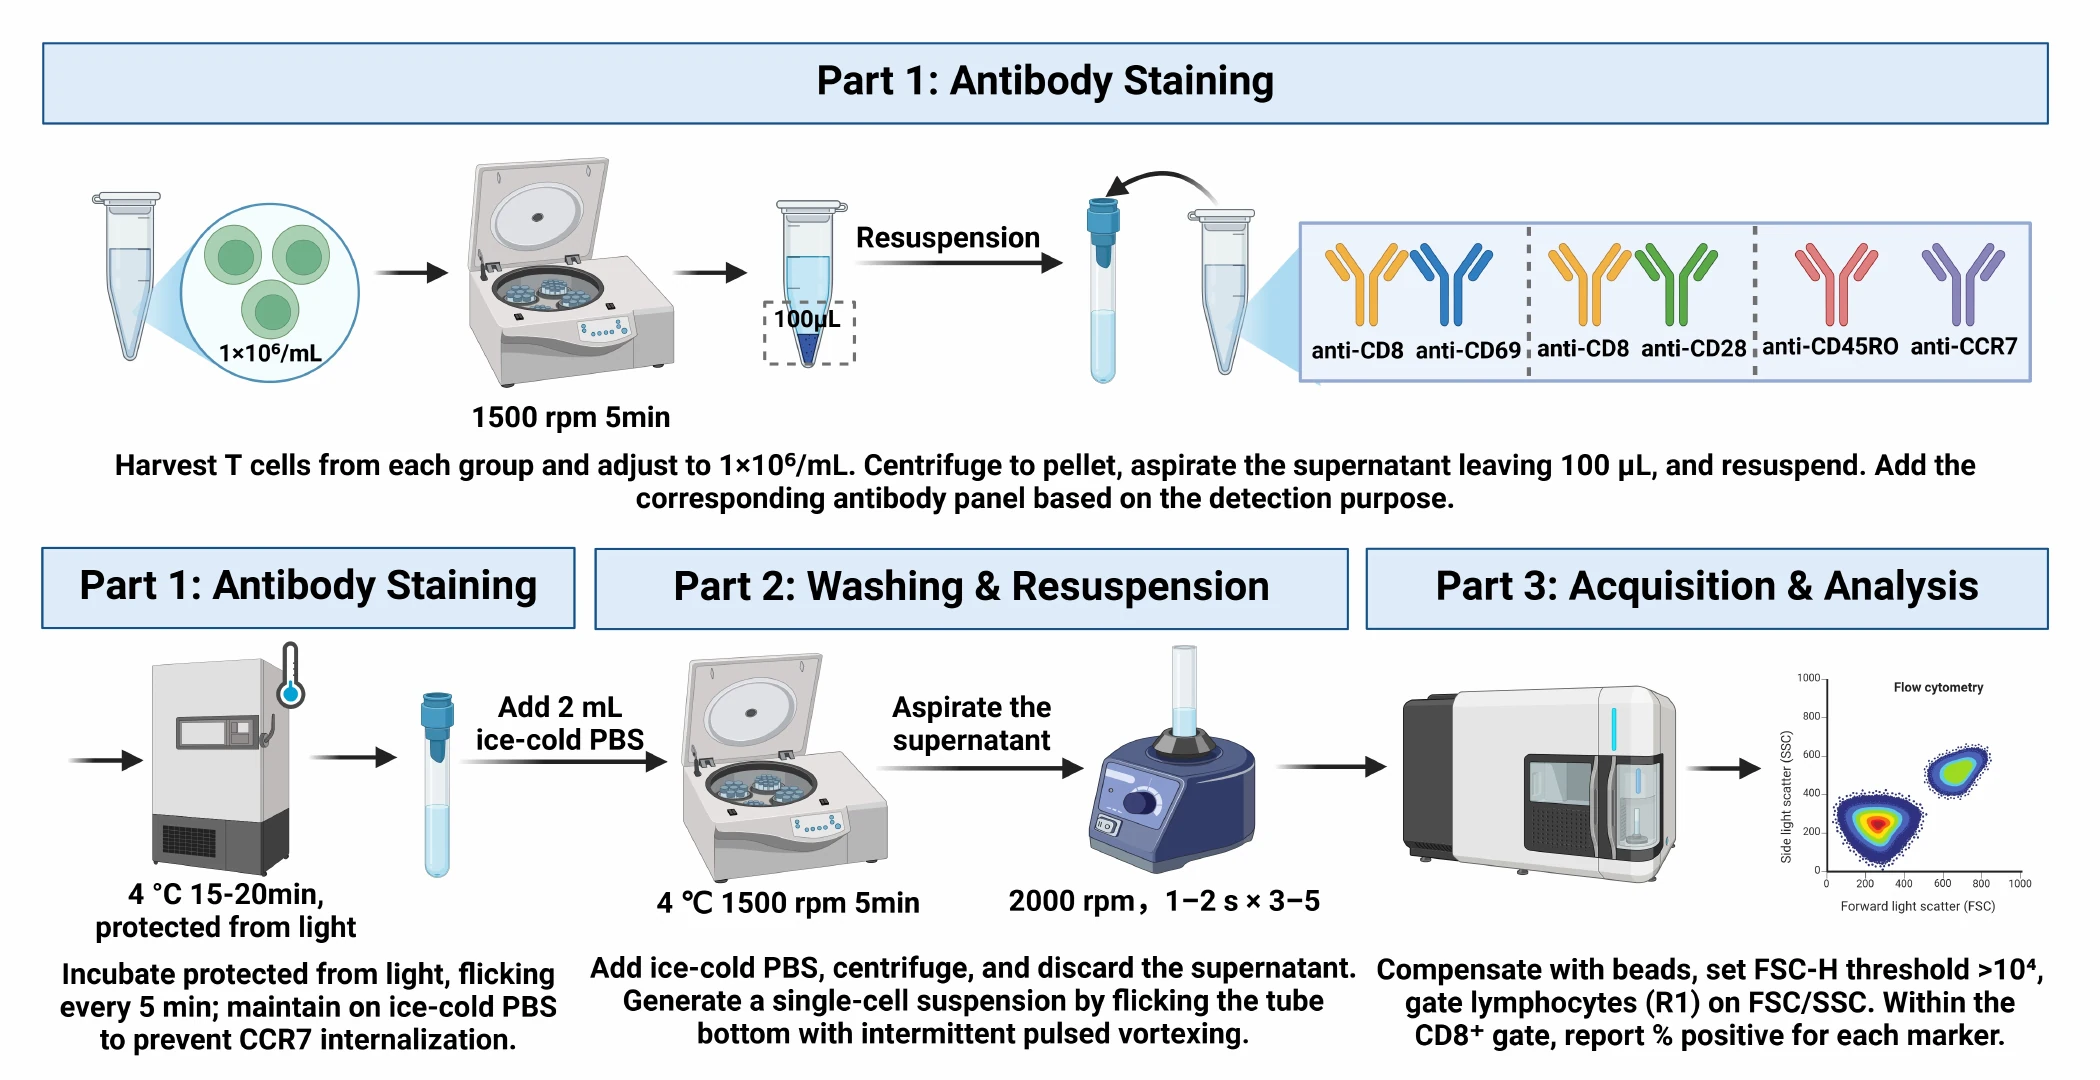 Part 1: Antibody Staining
1×10⁶/mL
1500 rpm 5min
100μL
Resuspension
anti-CD8 anti-CD69 anti-CD8 anti-CD28 anti-CD45RO anti-CCR7
Harvest T cells from each group and adjust to 1×10⁶/mL. Centrifuge to pellet, aspirate the supernatant leaving 100 μL, and resuspend. Add the
corresponding antibody panel based on the detection purpose.
Part 1: Antibody Staining
4 °C 15-20min,
protected from light
Add 2 mL
ice-cold PBS
Incubate protected from light, flicking
every 5 min; maintain on ice-cold PBS
to prevent CCR7 internalization.
Part 2: Washing & Resuspension
4 ℃ 1500 rpm 5min
Aspirate the
supernatant
2000 rpm，1–2 s × 3–5
Add ice-cold PBS, centrifuge, and discard the supernatant.
Generate a single-cell suspension by flicking the tube
bottom with intermittent pulsed vortexing.
Part 3: Acquisition & Analysis
Flow cytometry
Side light scatter (SSC)
1000
800
600
400
200
0
0 200 400 600 800 1000
Forward light scatter (FSC)
Compensate with beads, set FSC-H threshold >10⁴,
gate lymphocytes (R1) on FSC/SSC. Within the
CD8⁺ gate, report % positive for each marker.